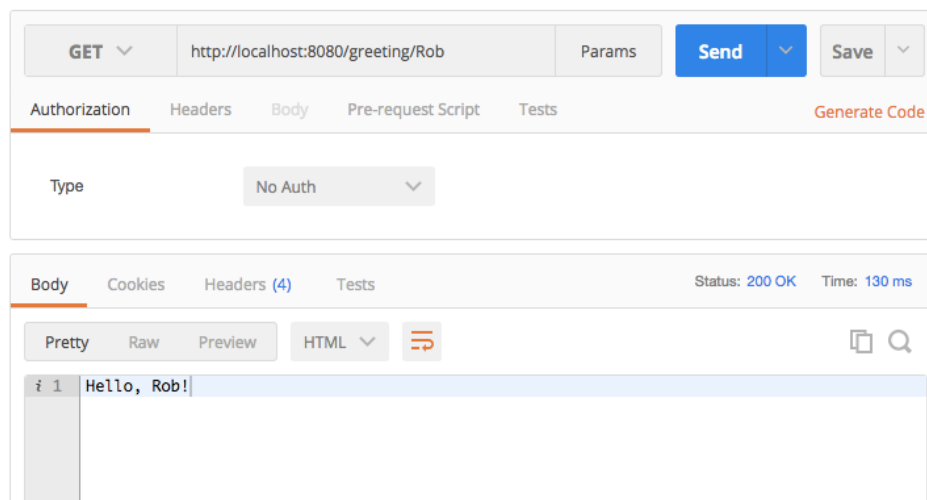 GET http://localhost:8080/greeting/Rob Params Send Save
Authorization Headers Body Pre-request Script Tests Generate Code
Type No Auth
Body Cookies Headers (4) Tests Status: 200 OK Time: 130 ms
Pretty Raw Preview HTML
i 1 Hello, Rob!